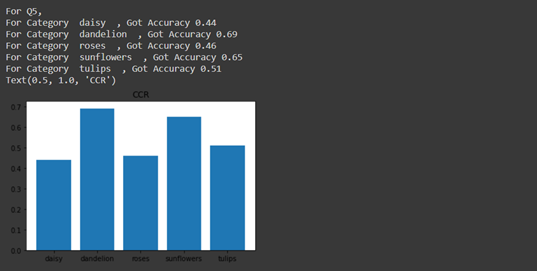 For Q5,
For Category  daisy  , Got Accuracy 0.44
For Category  dandelion  , Got Accuracy 0.69
For Category  roses  , Got Accuracy 0.46
For Category  sunflowers  , Got Accuracy 0.65
For Category  tulips  , Got Accuracy 0.51
Text(0.5, 1.0, 'CCR')
CCR
0.7
0.6
0.5
0.4
0.3
0.2
0.1
0.0
daisy dandelion roses sunflowers tulips